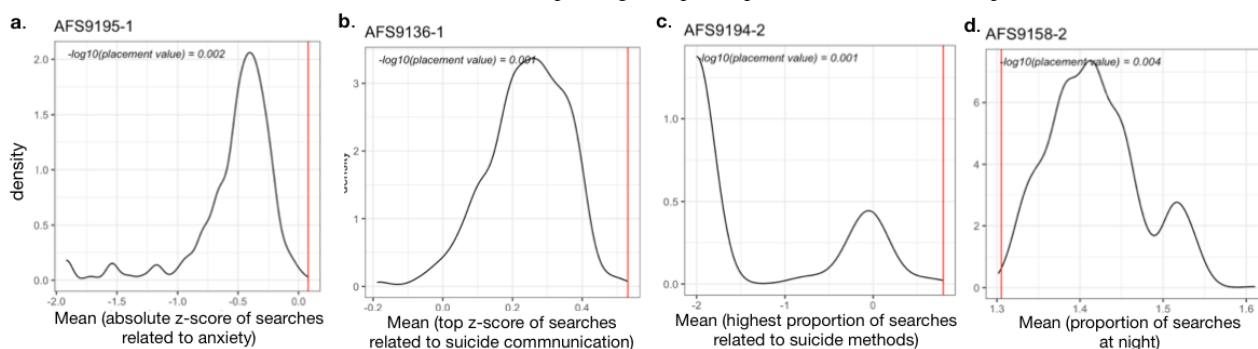 a.
AFS9195-1
-log10(placement value) = 0.002
density
2.0
1.5
1.0
0.5
0.0
-2.0 -1.5 -1.0 -0.5 0.0
Mean (absolute z-score of searches
related to anxiety)
b.
AFS9136-1
-log10(placement value) = 0.001
density
3
2
1
0
-0.2 0.0 0.2 0.4
Mean (top z-score of searches
related to suicide commnunication)
c.
AFS9194-2
-log10(placement value) = 0.001
1.0
0.5
0.0
-2 -1 0
Mean (highest proportion of searches
related to suicide methods)
d.
AFS9158-2
-log10(placement value) = 0.004
6
4
2
0
1.3 1.4 1.5 1.6
Mean (proportion of searches
at night)